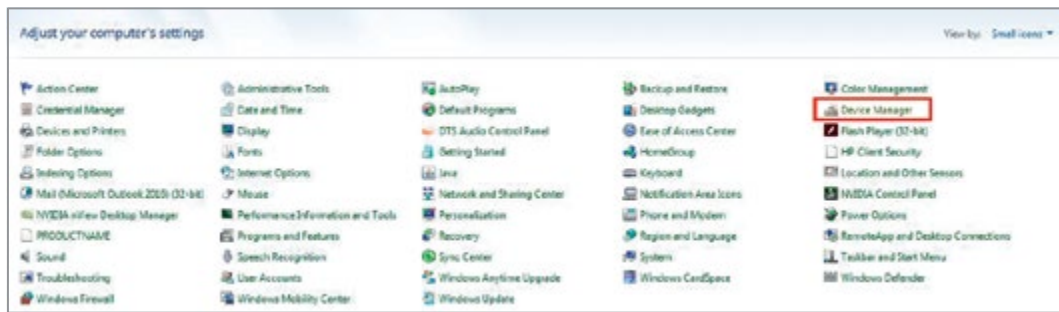 Adjust your computer's settings
View by: Small icons
Action Center Administrative Tools AutoPlay Backup and Restore Color Management
Credential Manager Date and Time Default Programs Desktop Gadgets Device Manager
Devices and Printers Display DTS Audio Control Panel Ease of Access Center Flash Player (32-bit)
Folder Options Fonts Getting Started HomeGroup HP Client Security
Indexing Options Internet Options Java Keyboard Location and Other Sensors
Mail (Microsoft Outlook 2016) (32-bit) Mouse Network and Sharing Center Notification Area Icons NVIDIA Control Panel
NVIDIA nView Desktop Manager Performance Information and Tools Personalization Phone and Modem Power Options
PRODUCTNAME Programs and Features Recovery Region and Language RemoteApp and Desktop Connections
Sound Speech Recognition Sync Center System Taskbar and Start Menu
Troubleshooting User Accounts Windows Anytime Upgrade Windows CardSpace Windows Defender
Windows Firewall Windows Mobility Center Windows Update